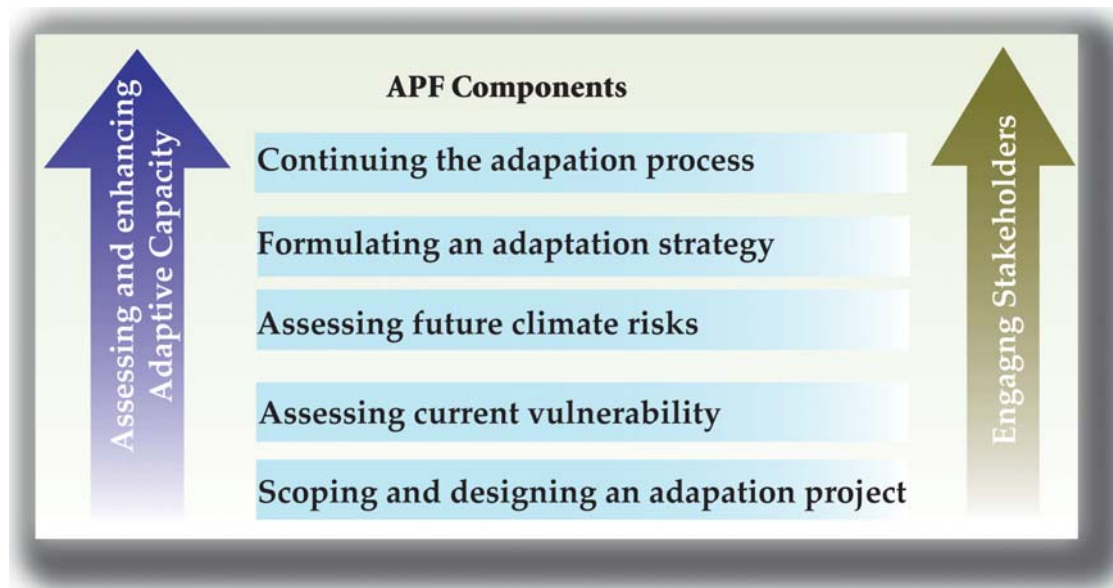 APF Components
Assessing and enhancing
Adaptive Capacity
Continuing the adapation process
Formulating an adaptation strategy
Assessing future climate risks
Assessing current vulnerability
Scoping and designing an adapation project
Engagng Stakeholders